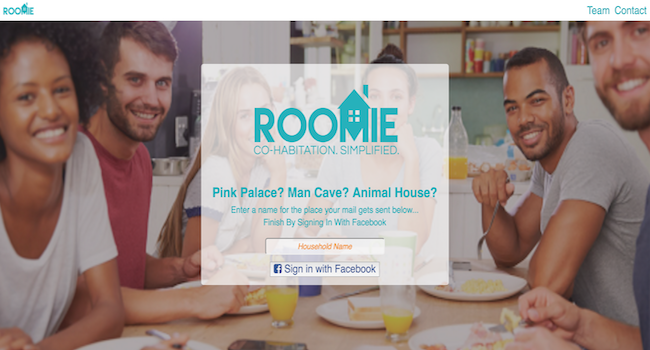 ROOMIE
Team Contact
ROOMIE
CO-HABITATION. SIMPLIFIED.
Pink Palace? Man Cave? Animal House?
Enter a name for the place your mail gets sent below...
Finish By Signing In With Facebook
Household Name
Sign in with Facebook